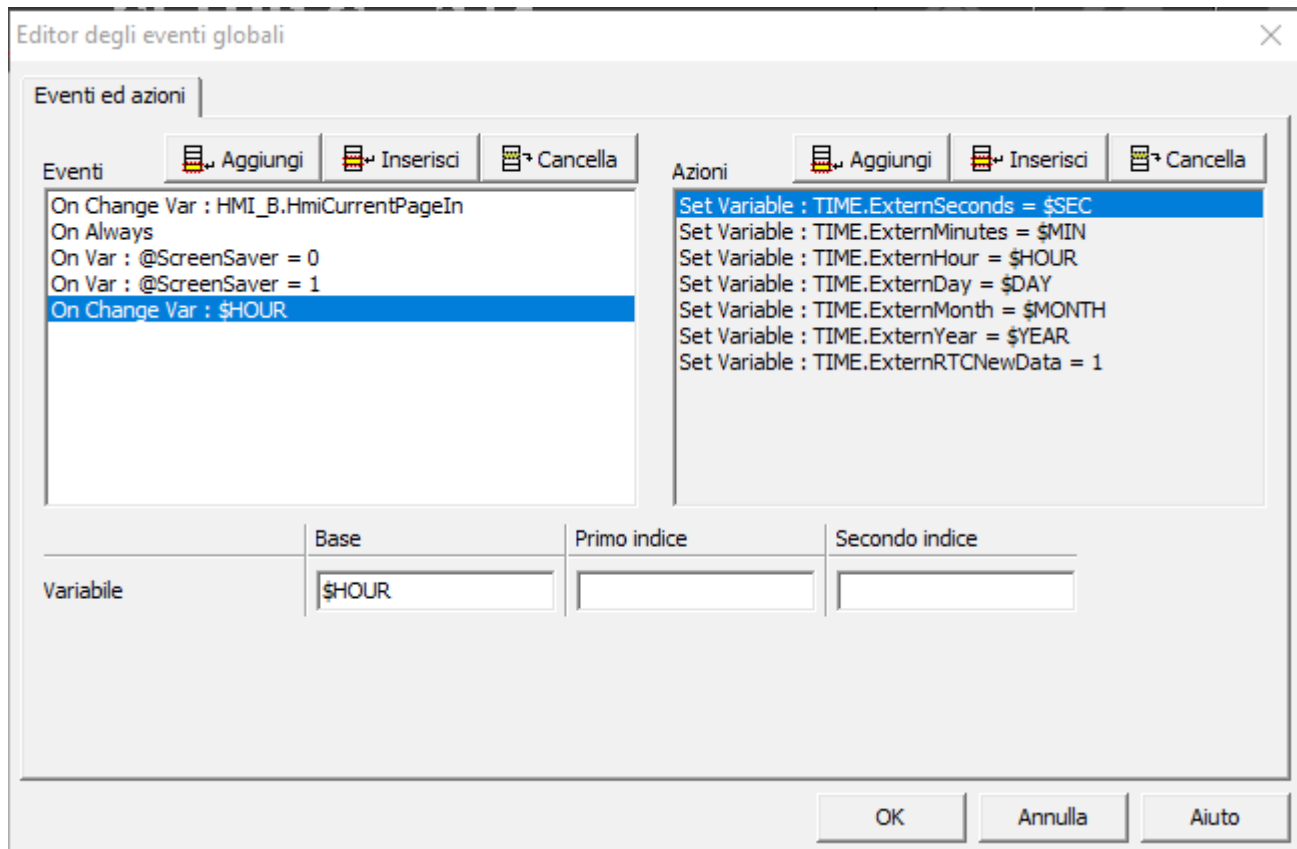 Editor degli eventi globali
Eventi ed azioni
Eventi
Aggiungi
Inserisci
Cancella
Azioni
Aggiungi
Inserisci
Cancella
On Change Var : HMI_B.HmiCurrentPageIn
On Always
On Var : @ScreenSaver = 0
On Var : @ScreenSaver = 1
On Change Var : $HOUR
Set Variable : TIME.ExternSeconds = $SEC
Set Variable : TIME.ExternMinutes = $MIN
Set Variable : TIME.ExternHour = $HOUR
Set Variable : TIME.ExternDay = $DAY
Set Variable : TIME.ExternMonth = $MONTH
Set Variable : TIME.ExternYear = $YEAR
Set Variable : TIME.ExternRTCNewData = 1
Base
Primo indice
Secondo indice
Variabile
$HOUR
OK
Annulla
Aiuto